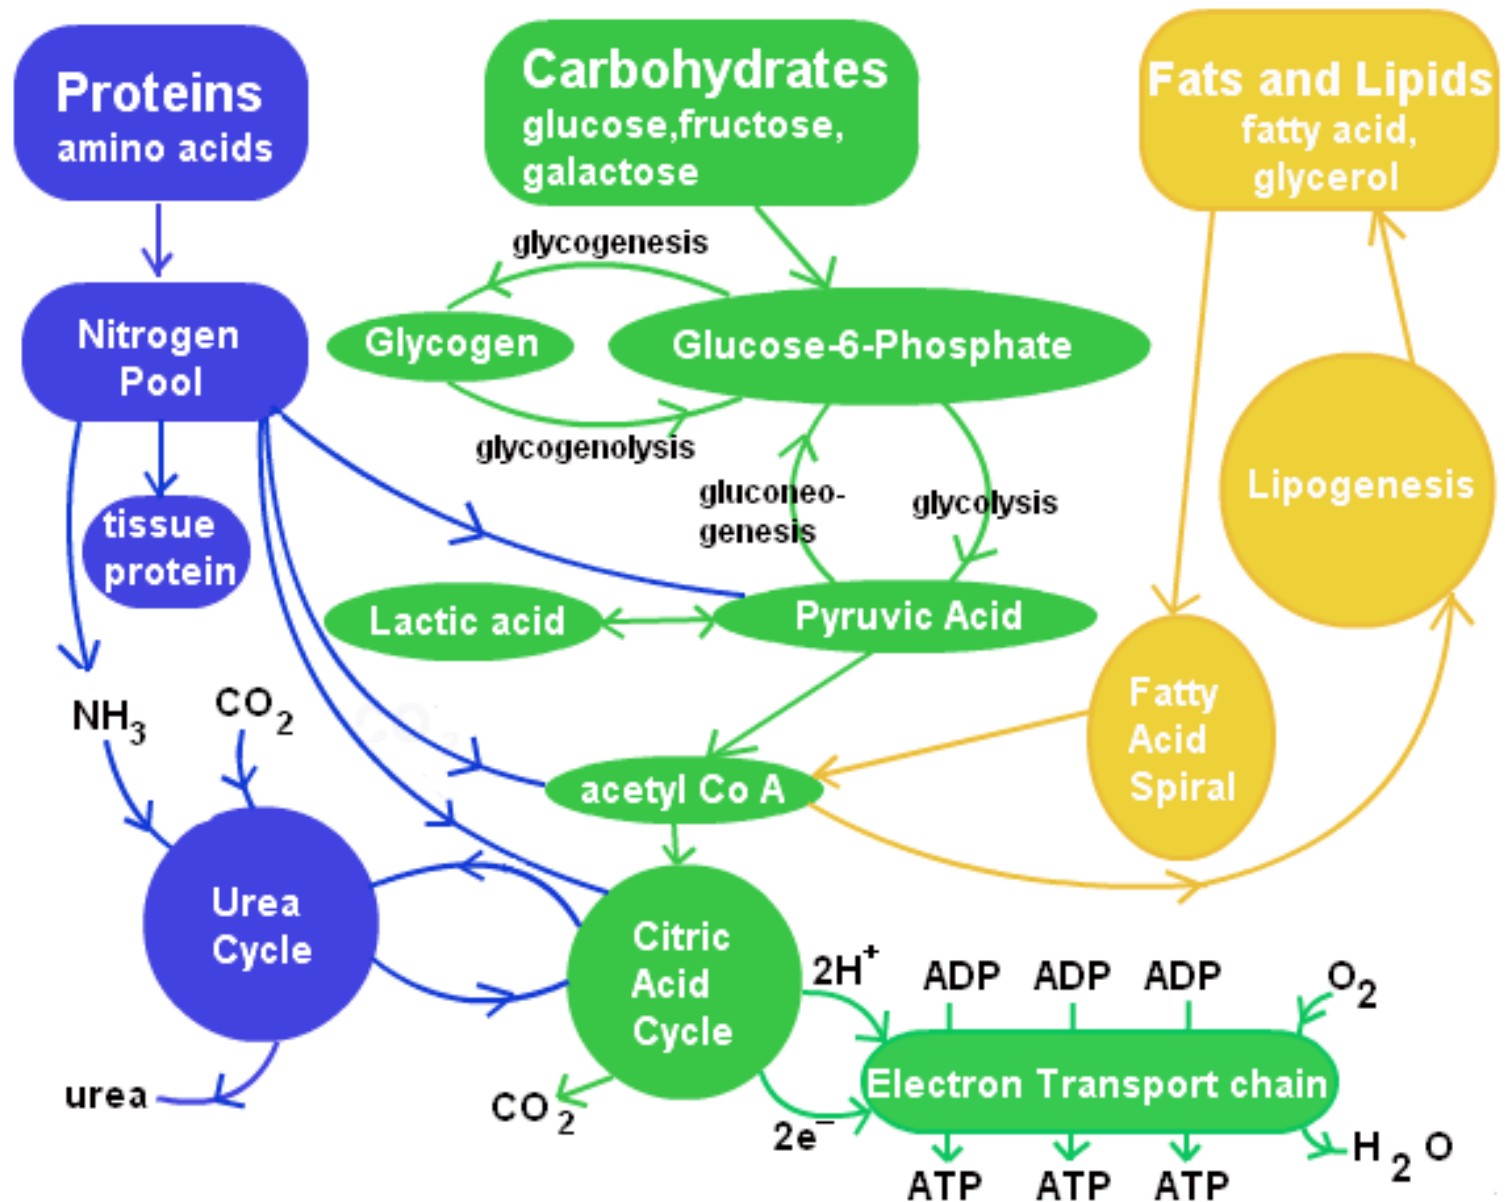 Proteins
amino acids
Carbohydrates
glucose,fructose,
galactose
Fats and Lipids
fatty acid,
glycerol
glycogenesis
Nitrogen
Pool
Glycogen
Glucose-6-Phosphate
glycogenolysis
gluconeo-
genesis
glycolysis
Lipogenesis
tissue
protein
Lactic acid
Pyruvic Acid
NH3
CO2
CO2
Fatty
Acid
Spiral
acetyl Co A
Urea
Cycle
Citric
Acid
Cycle
2H+
ADP
ADP
ADP
O2
urea
CO2
2e–
Electron Transport chain
H2O
ATP
ATP
ATP